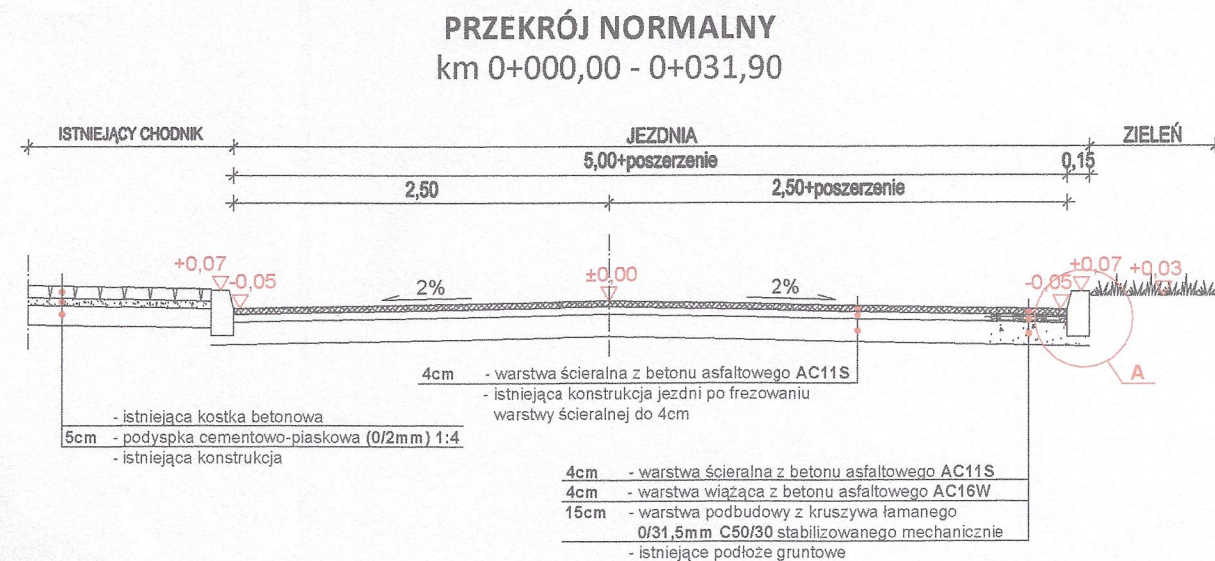 PRZEKRÓJ NORMALNY
km 0+000,00 - 0+031,90
ISTNIEJĄCY CHODNIK
JEZDNIA
ZIELEŃ
5,00+poszerzenie
0,15
2,50
2,50+poszerzenie
+0,07
-0,05
2%
±0,00
2%
-0,05
+0,07
+0,03
A
4cm - warstwa ścieralna z betonu asfaltowego AC11S
- istniejąca konstrukcja jezdni po frezowaniu
warstwy ścieralnej do 4cm
- istniejąca kostka betonowa
5cm - podyspka cementowo-piaskowa (0/2mm) 1:4
- istniejąca konstrukcja
4cm - warstwa ścieralna z betonu asfaltowego AC11S
4cm - warstwa wiążąca z betonu asfaltowego AC16W
15cm - warstwa podbudowy z kruszywa łamanego
0/31,5mm C50/30 stabilizowanego mechanicznie
- istniejące podłoże gruntowe